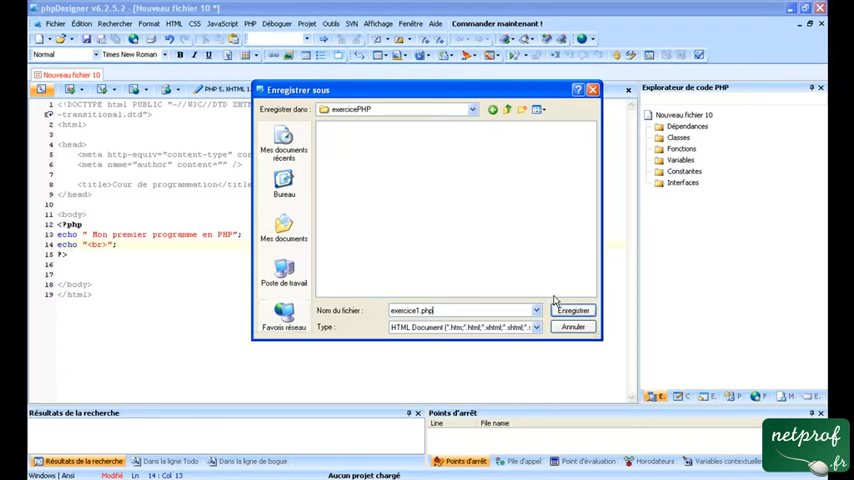 phpDesigner v6.2.5.2 - [Nouveau fichier 10 *]
Fichier Édition Rechercher Format HTML CSS JavaScript PHP Déboguer Projet Outils SVN Affichage Fenêtre Aide Commander maintenant !
Normal Times New Roman B I U
Nouveau fichier 10
PHP 5, XHTML 1.
1 <!DOCTYPE html PUBLIC "-//W3C//DTD XH
-transitional.dtd">
2 <html>
3
4 <head>
5 <meta http-equiv="content-type" con
6 <meta name="author" content="" />
7
8 <title>Cour de programmation</title
9 </head>
10
11 <body>
12 <?php
13 echo " Mon premier programme en PHP";
14 echo "<br>";
15 ?>
16
17
18 </body>
19 </html>
Enregistrer sous
Enregistrer dans : exercicePHP
Mes documents
récents
Bureau
Mes documents
Poste de travail
Favoris réseau
Nom du fichier : exercice1.php Enregistrer
Type : HTML Document (*.htm;*.html;*.xhtml;*.shtml;*.s Annuler
Explorateur de code PHP
Nouveau fichier 10
Dépendances
Classes
Fonctions
Variables
Constantes
Interfaces
E. C E. P F. M E.
Résultats de la recherche
Points d'arrêt
Line File name
Résultats de la recherche Dans la ligne Todo Dans la ligne de bogue
Points d'arrêt Pile d'appel Point d'évaluation Horodateurs Variables contextuelle
Windows | Ansi Modifié Ln 14 : Col 13 Aucun projet chargé
netprof
.fr